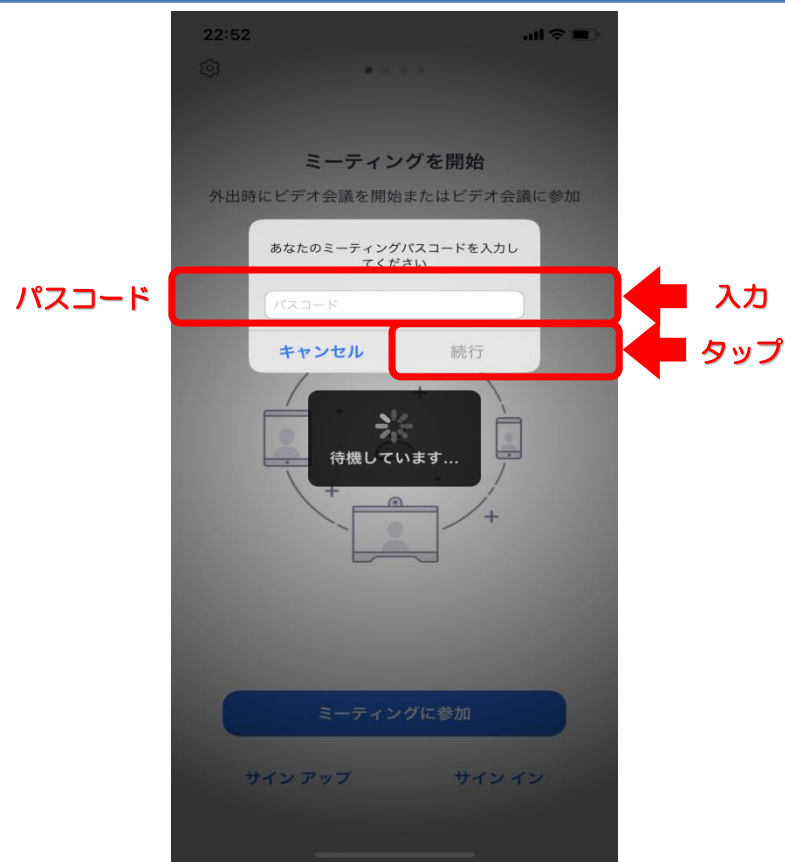 22:52
ミーティングを開始
外出時にビデオ会議を開始またはビデオ会議に参加
あなたのミーティングパスコードを入力し
てください
パスコード
パスコード
入力
キャンセル
続行
タップ
待機しています...
ミーティングに参加
サイン アップ
サイン イン